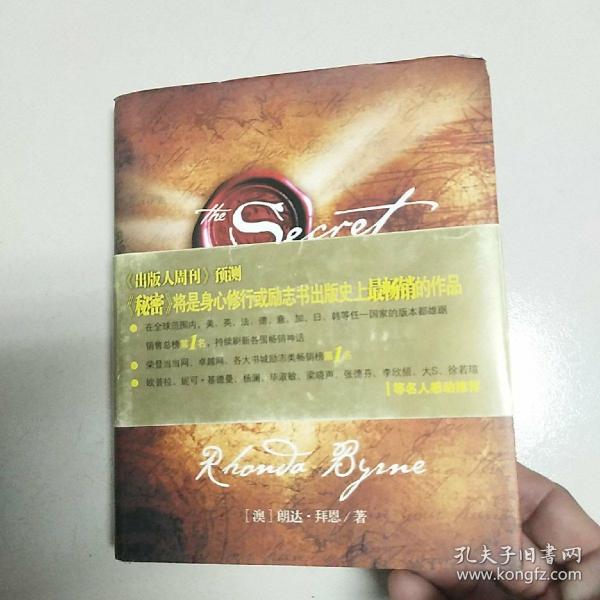 the Secret
《出版人周刊》预测
《秘密》将是身心修行或励志书出版史上最畅销的作品
● 在全球范围内，美、英、法、德、意、加、日、韩等任一国家的版本都雄踞
销售总榜第1名，持续刷新各国畅销神话
● 荣登当当网、卓越网、各大书城励志类畅销榜第1名
● 欧普拉、妮可·基德曼、杨澜、毕淑敏、梁晓声、张德芬、李欣频、大S、徐若瑄
等名人感动推荐
Rhonda Byrne
［澳］朗达·拜恩／著
孔夫子旧书网
www.kongfz.com